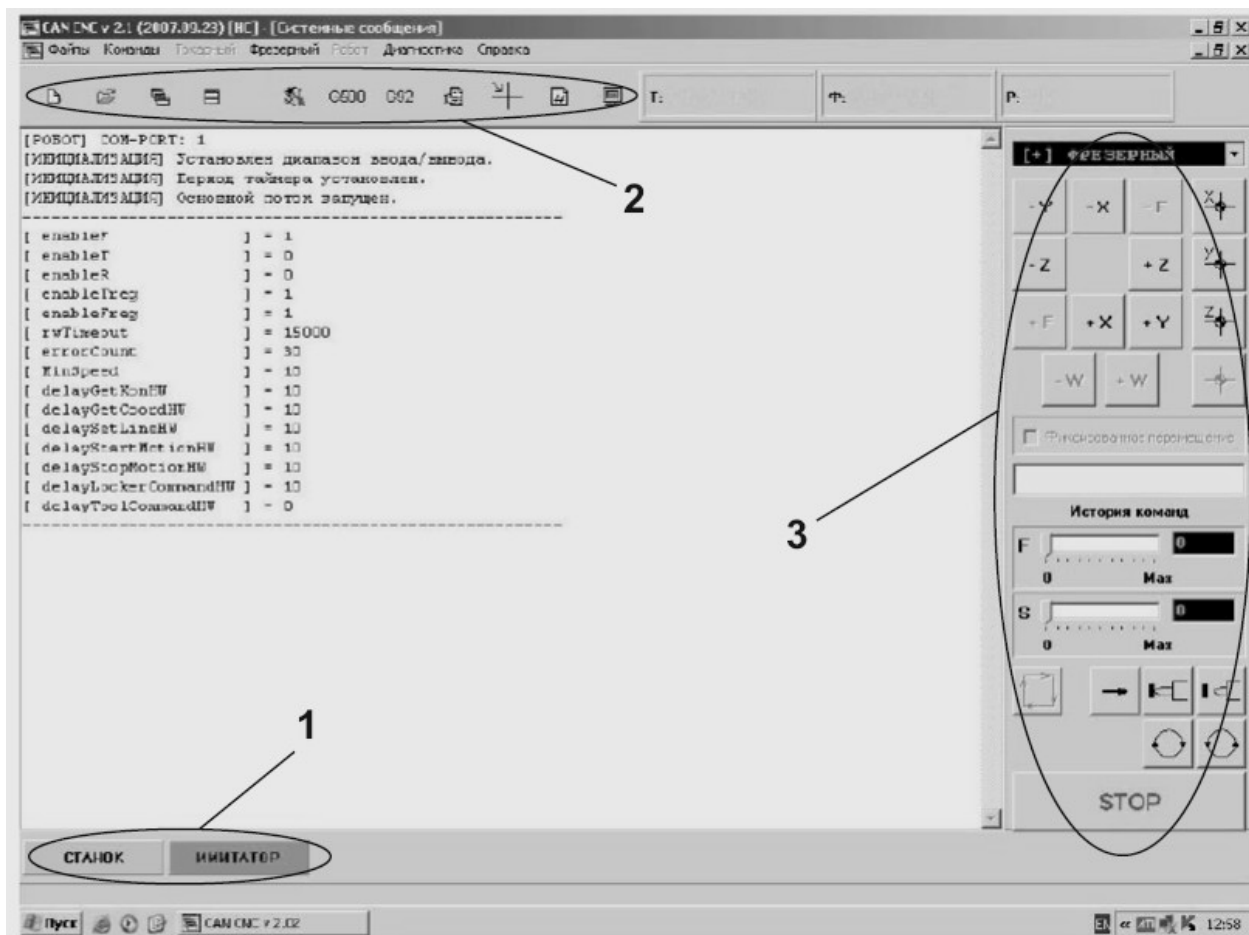 CAN CNC v 2.1 (2007.09.23) [HC] - [Системные сообщения]
Файлы Команды Токарный Фрезерный Робот Диагностика Справка
G500 G92 T: Ф: P:
2
[РОБОТ] COM-PORT: 1
[ИНИЦИАЛИЗАЦИЯ] Установлен диапазон ввода/вывода.
[ИНИЦИАЛИЗАЦИЯ] Период таймера установлен.
[ИНИЦИАЛИЗАЦИЯ] Основной поток запущен.
[ enableF ] = 1
[ enableT ] = 0
[ enableR ] = 0
[ enableTreg ] = 1
[ enableFreg ] = 1
[ rwTimeout ] = 15000
[ errorCount ] = 30
[ MinSpeed ] = 10
[ delayGetKonHW ] = 10
[ delayGetCoordHW ] = 10
[ delaySetLineHW ] = 10
[ delayStartMotionHW ] = 10
[ delayStopMotionHW ] = 10
[ delayLockerCommandHW ] = 10
[ delayToolCommandHW ] = 0
3
[+] ФРЕЗЕРНЫЙ
-Y -X -F X
-Z +Z Y
+F +X +Y Z
-W +W
Фиксированное перемещение
История команд
F 0
0 Max
S 0
0 Max
STOP
1
СТАНОК ИМИТАТОР
Пуск CAN CNC v 2.02 EN 12:58